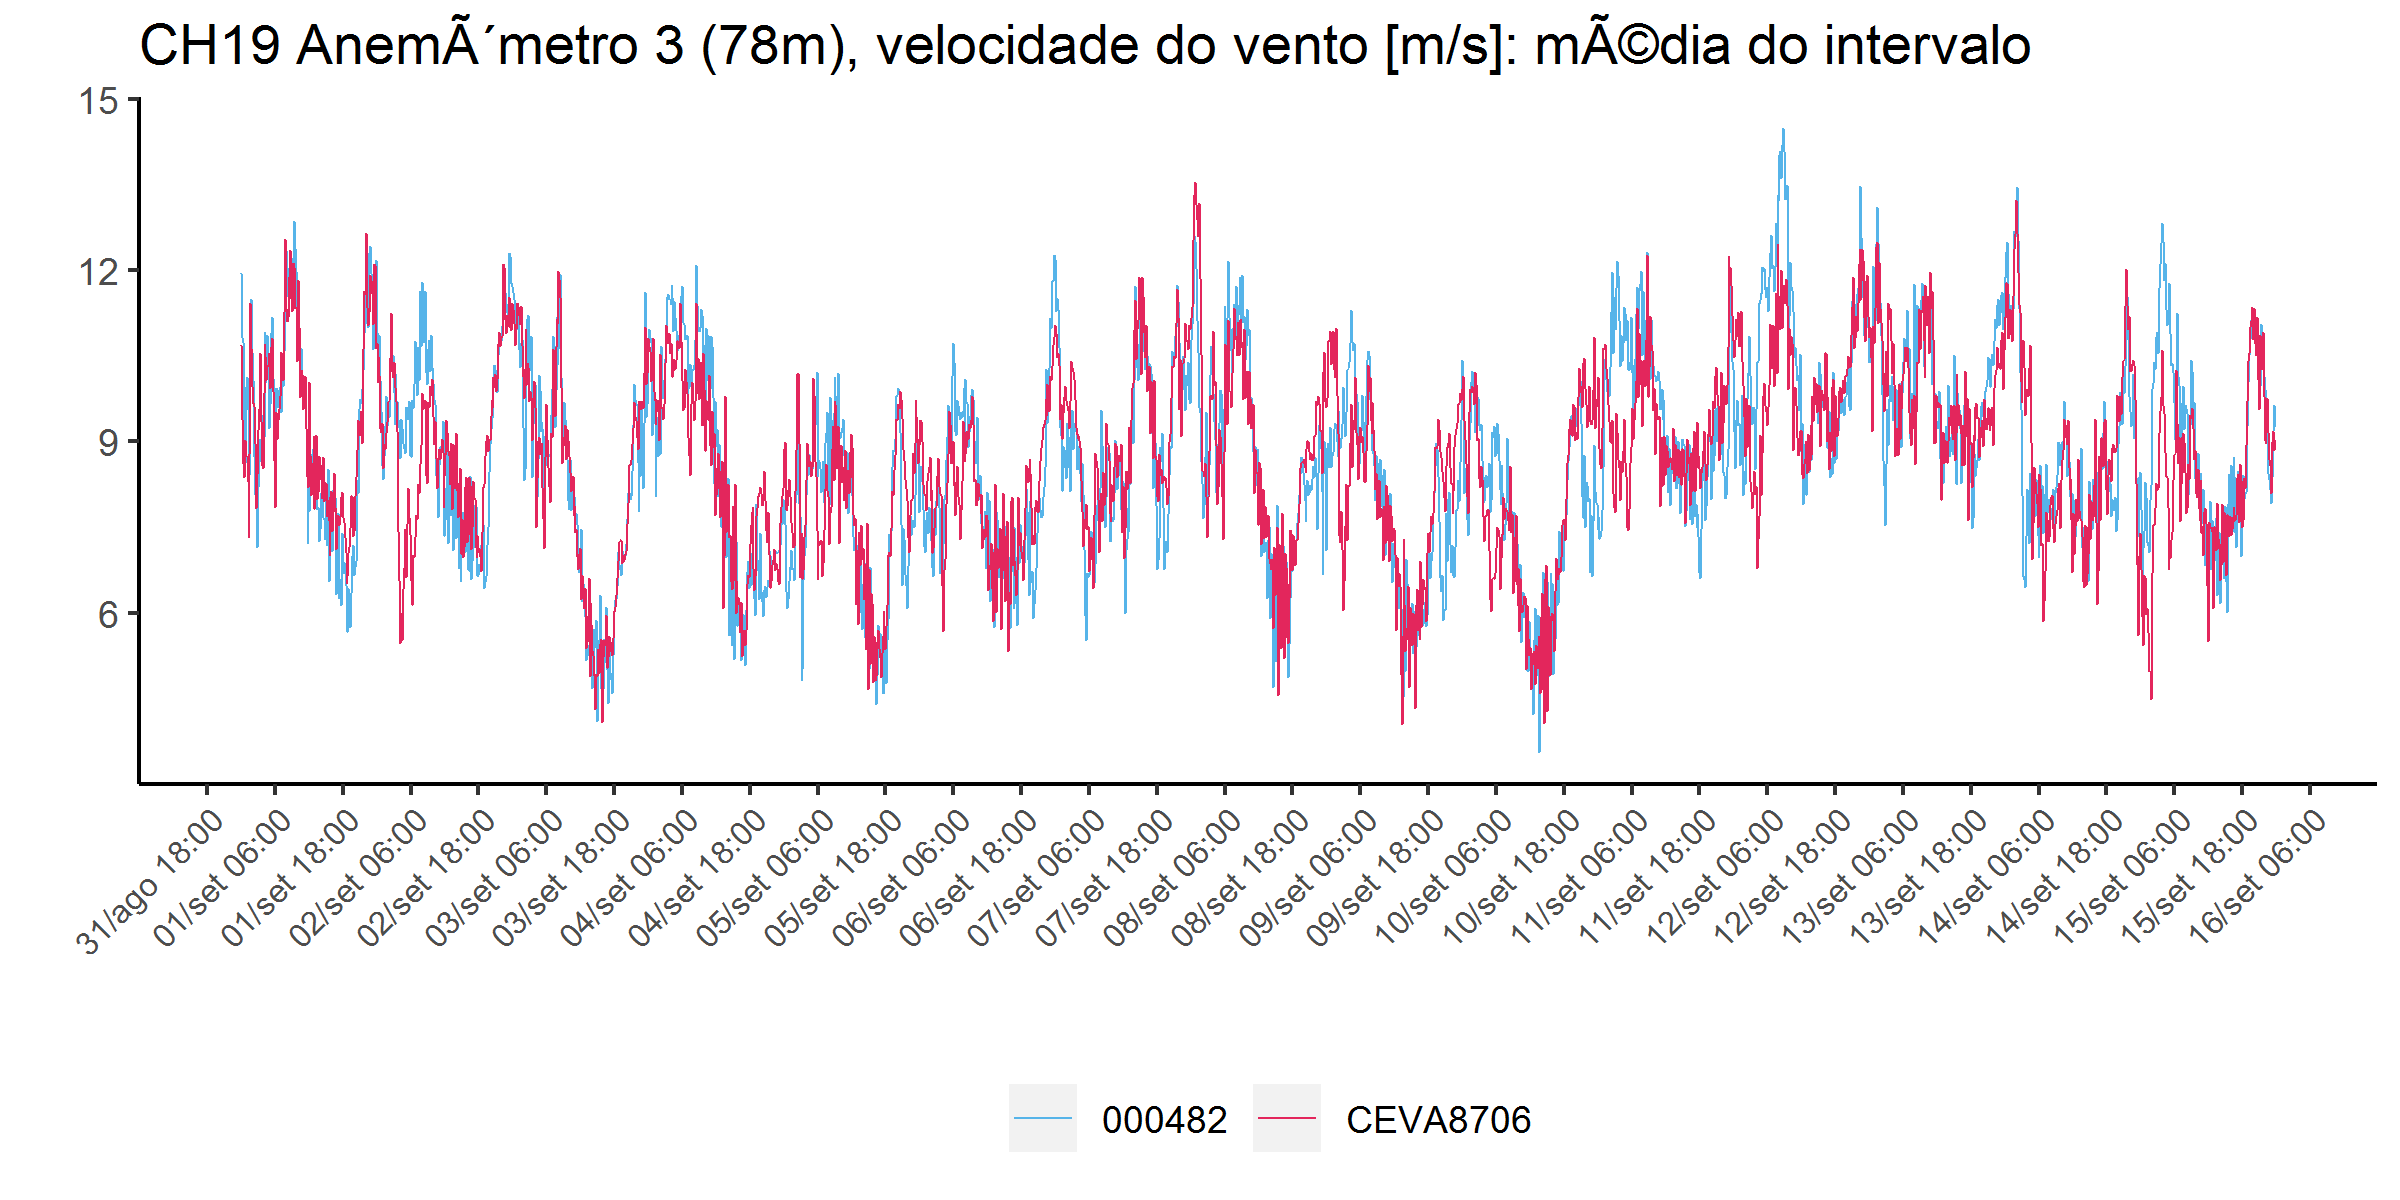 CH19 AnemÃ´metro 3 (78m), velocidade do vento [m/s]: mÃ©dia do intervalo
15
12
9
6
31/ago 18:00
01/set 06:00
01/set 18:00
02/set 06:00
02/set 18:00
03/set 06:00
03/set 18:00
04/set 06:00
04/set 18:00
05/set 06:00
05/set 18:00
06/set 06:00
06/set 18:00
07/set 06:00
07/set 18:00
08/set 06:00
08/set 18:00
09/set 06:00
09/set 18:00
10/set 06:00
10/set 18:00
11/set 06:00
11/set 18:00
12/set 06:00
12/set 18:00
13/set 06:00
13/set 18:00
14/set 06:00
14/set 18:00
15/set 06:00
15/set 18:00
16/set 06:00
000482
CEVA8706